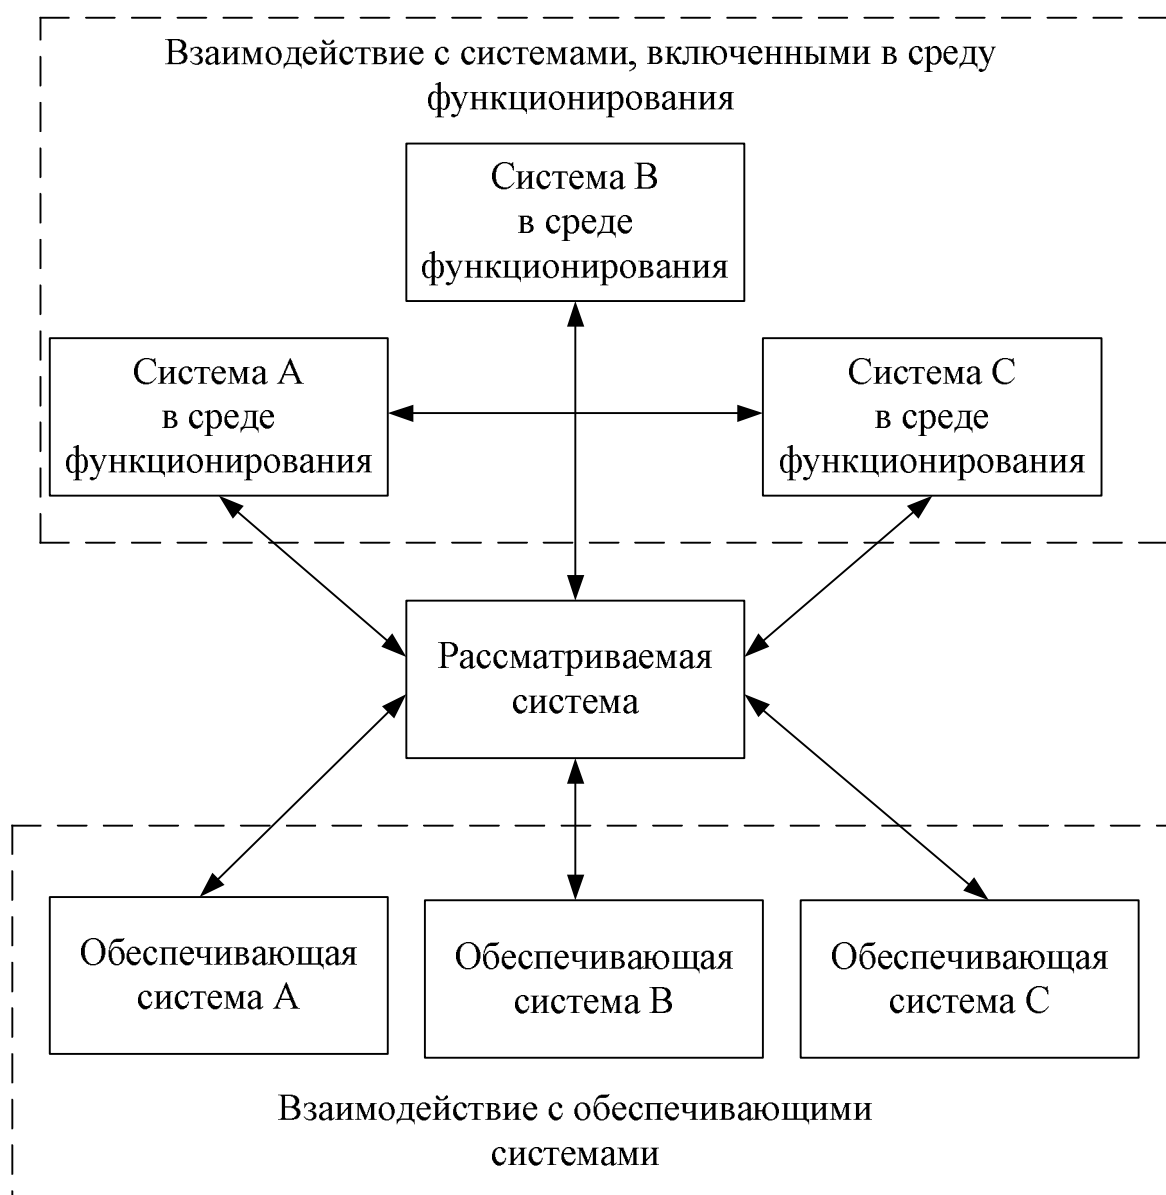 Взаимодействие с системами, включенными в среду
функционирования
Система B
в среде
функционирования
Система A
в среде
функционирования
Система C
в среде
функционирования
Рассматриваемая
система
Обеспечивающая
система A
Обеспечивающая
система B
Обеспечивающая
система C
Взаимодействие с обеспечивающими
системами